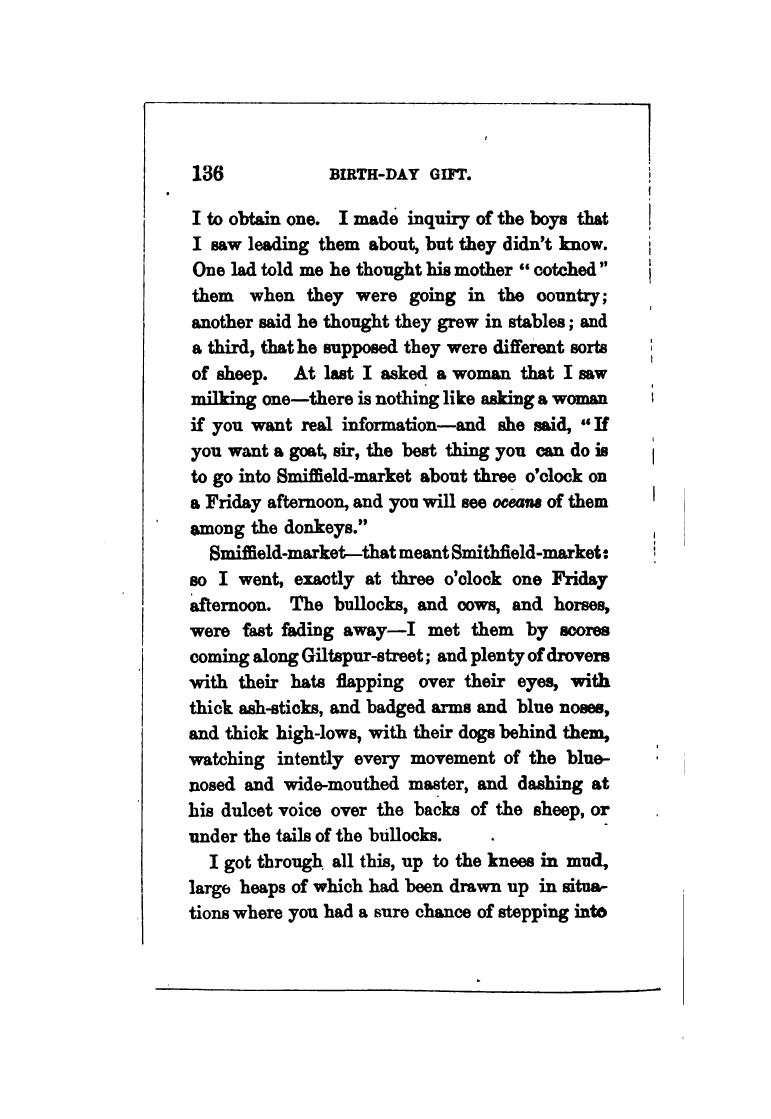 136 BIRTH-DAY GIFT.
I to obtain one. I made inquiry of the boys that
I saw leading them about, but they didn't know.
One lad told me he thought his mother “cotched”
them when they were going in the country;
another said he thought they grew in stables; and
a third, that he supposed they were different sorts
of sheep. At last I asked a woman that I saw
milking one—there is nothing like asking a woman
if you want real information—and she said, “If
you want a goat, sir, the best thing you can do is
to go into Smiffield-market about three o'clock on
a Friday afternoon, and you will see oceans of them
among the donkeys.”
Smiffield-market—that meant Smithfield-market:
so I went, exactly at three o'clock one Friday
afternoon. The bullocks, and cows, and horses,
were fast fading away—I met them by scores
coming along Giltspur-street; and plenty of drovers
with their hats flapping over their eyes, with
thick ash-sticks, and badged arms and blue noses,
and thick high-lows, with their dogs behind them,
watching intently every movement of the blue-
nosed and wide-mouthed master, and dashing at
his dulcet voice over the backs of the sheep, or
under the tails of the bullocks.
I got through all this, up to the knees in mud,
large heaps of which had been drawn up in situa-
tions where you had a sure chance of stepping into